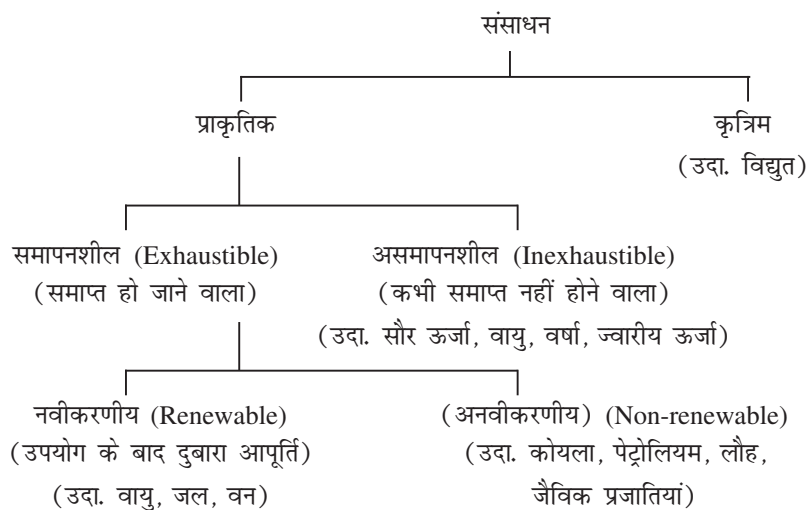 संसाधन
प्राकृतिक
कृत्रिम
(उदा. विद्युत)
समापनशील (Exhaustible)
(समाप्त हो जाने वाला)
असमापनशील (Inexhaustible)
(कभी समाप्त नहीं होने वाला)
(उदा. सौर ऊर्जा, वायु, वर्षा, ज्वारीय ऊर्जा)
नवीकरणीय (Renewable)
(उपयोग के बाद दुबारा आपूर्ति)
(उदा. वायु, जल, वन)
(अनवीकरणीय) (Non-renewable)
(उदा. कोयला, पेट्रोलियम, लौह,
जैविक प्रजातियां)